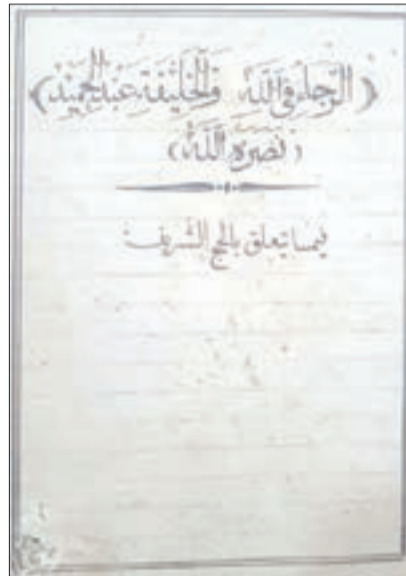 ﴿الرجاء في الله والخليفة عبد الحميد﴾
(نصره الله)
فيما يتعلق بالحج الشريف